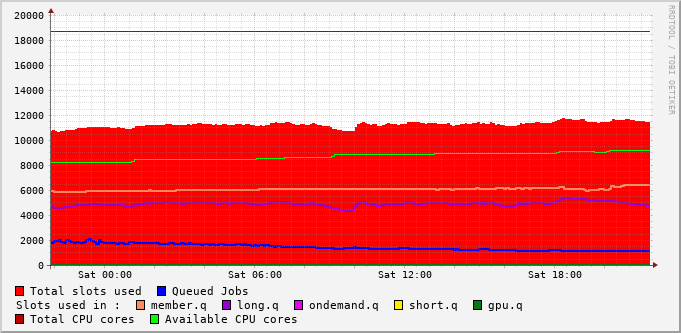 RRDTOOL / TOBI OETIKER
20000
18000
16000
14000
12000
10000
8000
6000
4000
2000
0
Sat 00:00 Sat 06:00 Sat 12:00 Sat 18:00
Total slots used Queued Jobs
Slots used in : member.q long.q ondemand.q short.q gpu.q
Total CPU cores Available CPU cores